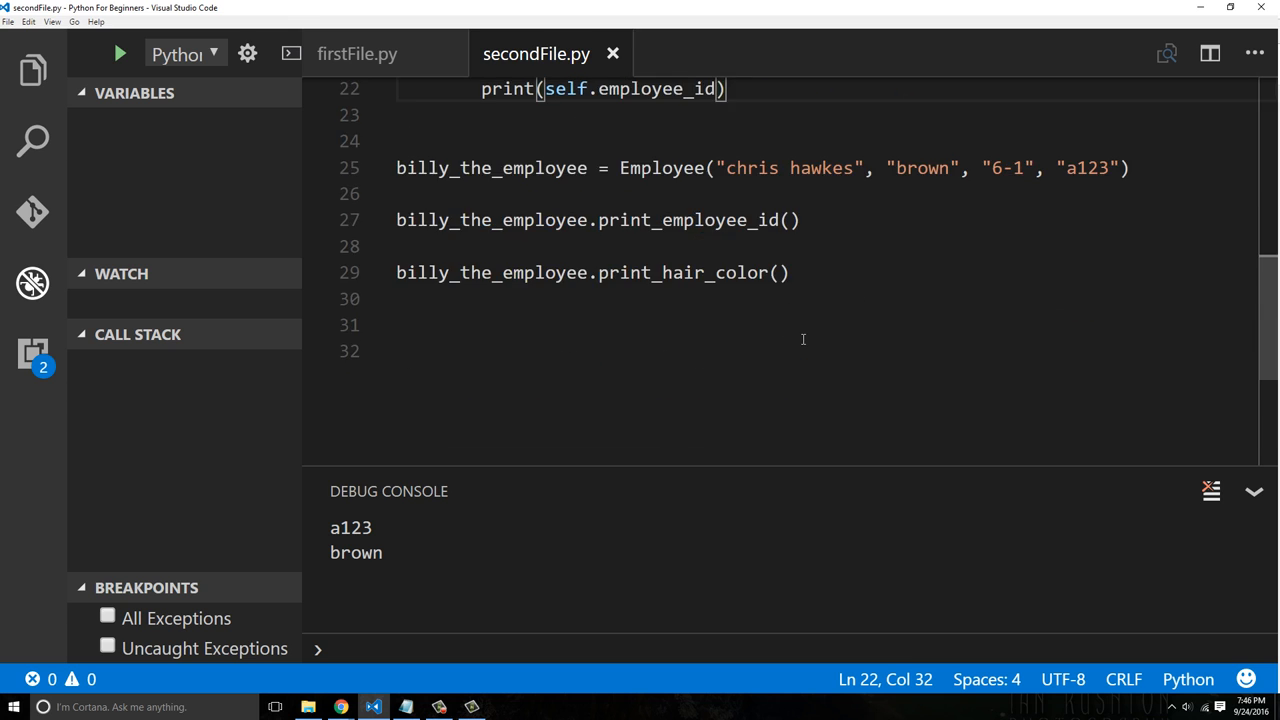 secondFile.py - Python For Beginners - Visual Studio Code
File Edit View Go Help
Pythor
firstFile.py
secondFile.py
VARIABLES
WATCH
CALL STACK
BREAKPOINTS
All Exceptions
Uncaught Exceptions
2
22 print(self.employee_id)
23
24
25 billy_the_employee = Employee("chris hawkes", "brown", "6-1", "a123")
26
27 billy_the_employee.print_employee_id()
28
29 billy_the_employee.print_hair_color()
30
31
32
DEBUG CONSOLE
a123
brown
0 0
Ln 22, Col 32 Spaces: 4 UTF-8 CRLF Python
I'm Cortana. Ask me anything.
7:46 PM
9/24/2016